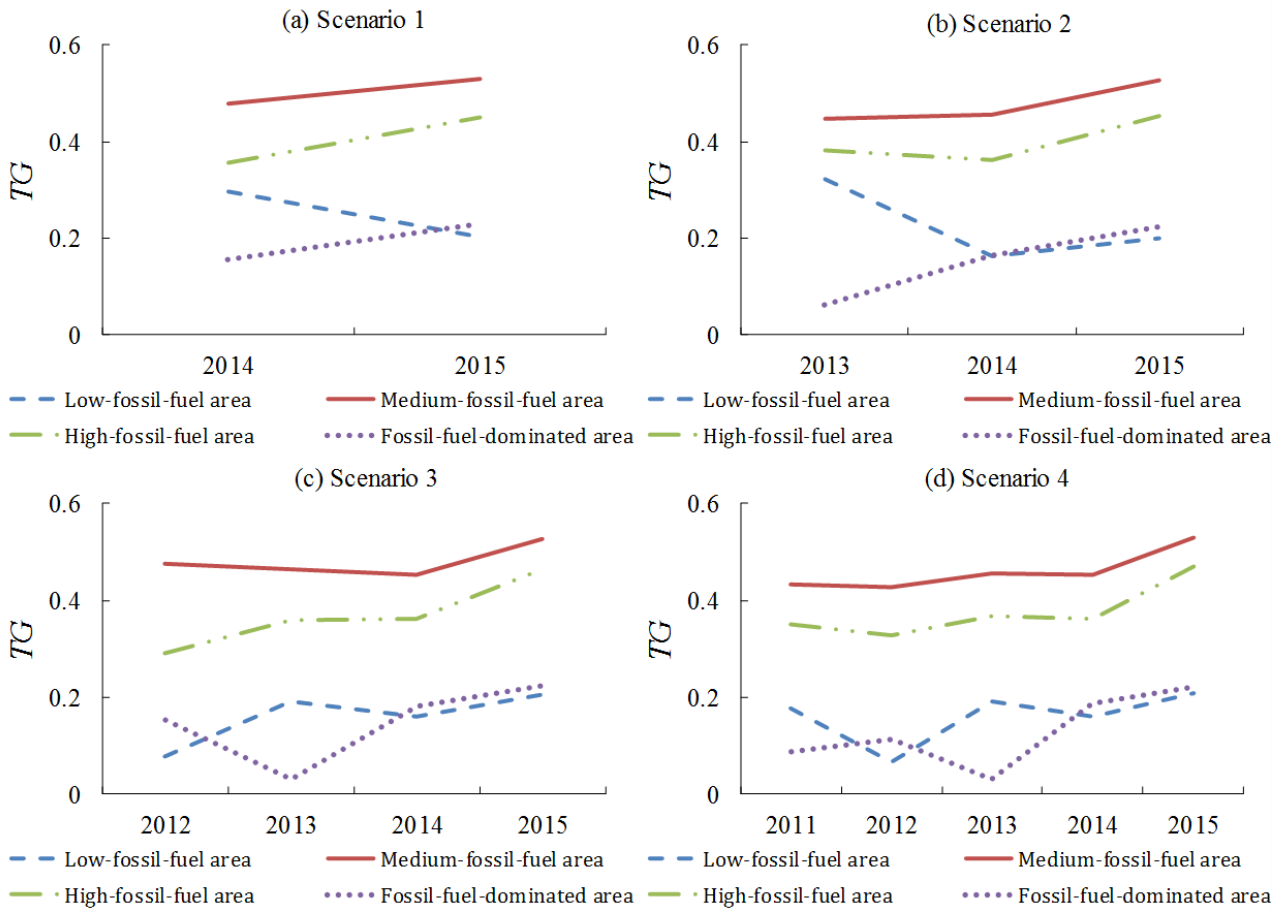 (a) Scenario 1
0.6
0.4
0.2
0
TG
2014 2015
Low-fossil-fuel area Medium-fossil-fuel area
High-fossil-fuel area Fossil-fuel-dominated area
(b) Scenario 2
0.6
0.4
0.2
0
TG
2013 2014 2015
Low-fossil-fuel area Medium-fossil-fuel area
High-fossil-fuel area Fossil-fuel-dominated area
(c) Scenario 3
0.6
0.4
0.2
0
TG
2012 2013 2014 2015
Low-fossil-fuel area Medium-fossil-fuel area
High-fossil-fuel area Fossil-fuel-dominated area
(d) Scenario 4
0.6
0.4
0.2
0
TG
2011 2012 2013 2014 2015
Low-fossil-fuel area Medium-fossil-fuel area
High-fossil-fuel area Fossil-fuel-dominated area